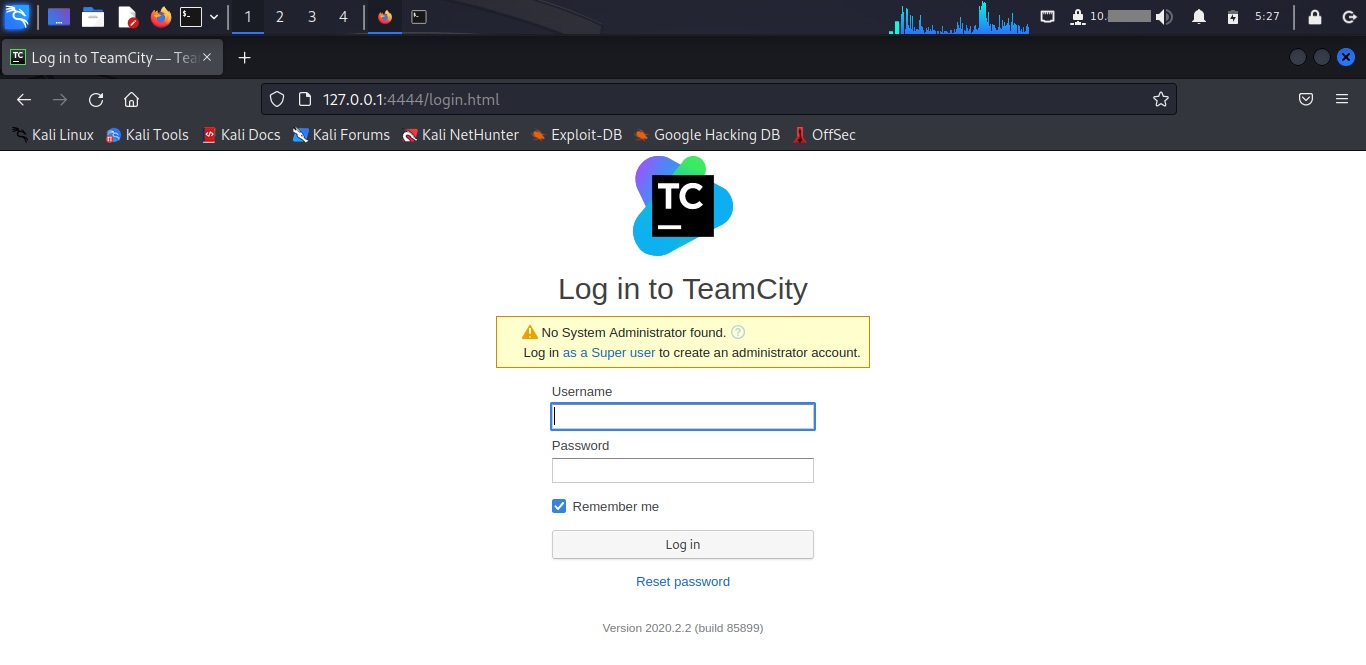 1 2 3 4 10. 5:27
TC Log in to TeamCity — Tea
127.0.0.1:4444/login.html
Kali Linux Kali Tools Kali Docs Kali Forums Kali NetHunter Exploit-DB Google Hacking DB OffSec
TC
Log in to TeamCity
No System Administrator found. ?
Log in as a Super user to create an administrator account.
Username
Password
Remember me
Log in
Reset password
Version 2020.2.2 (build 85899)